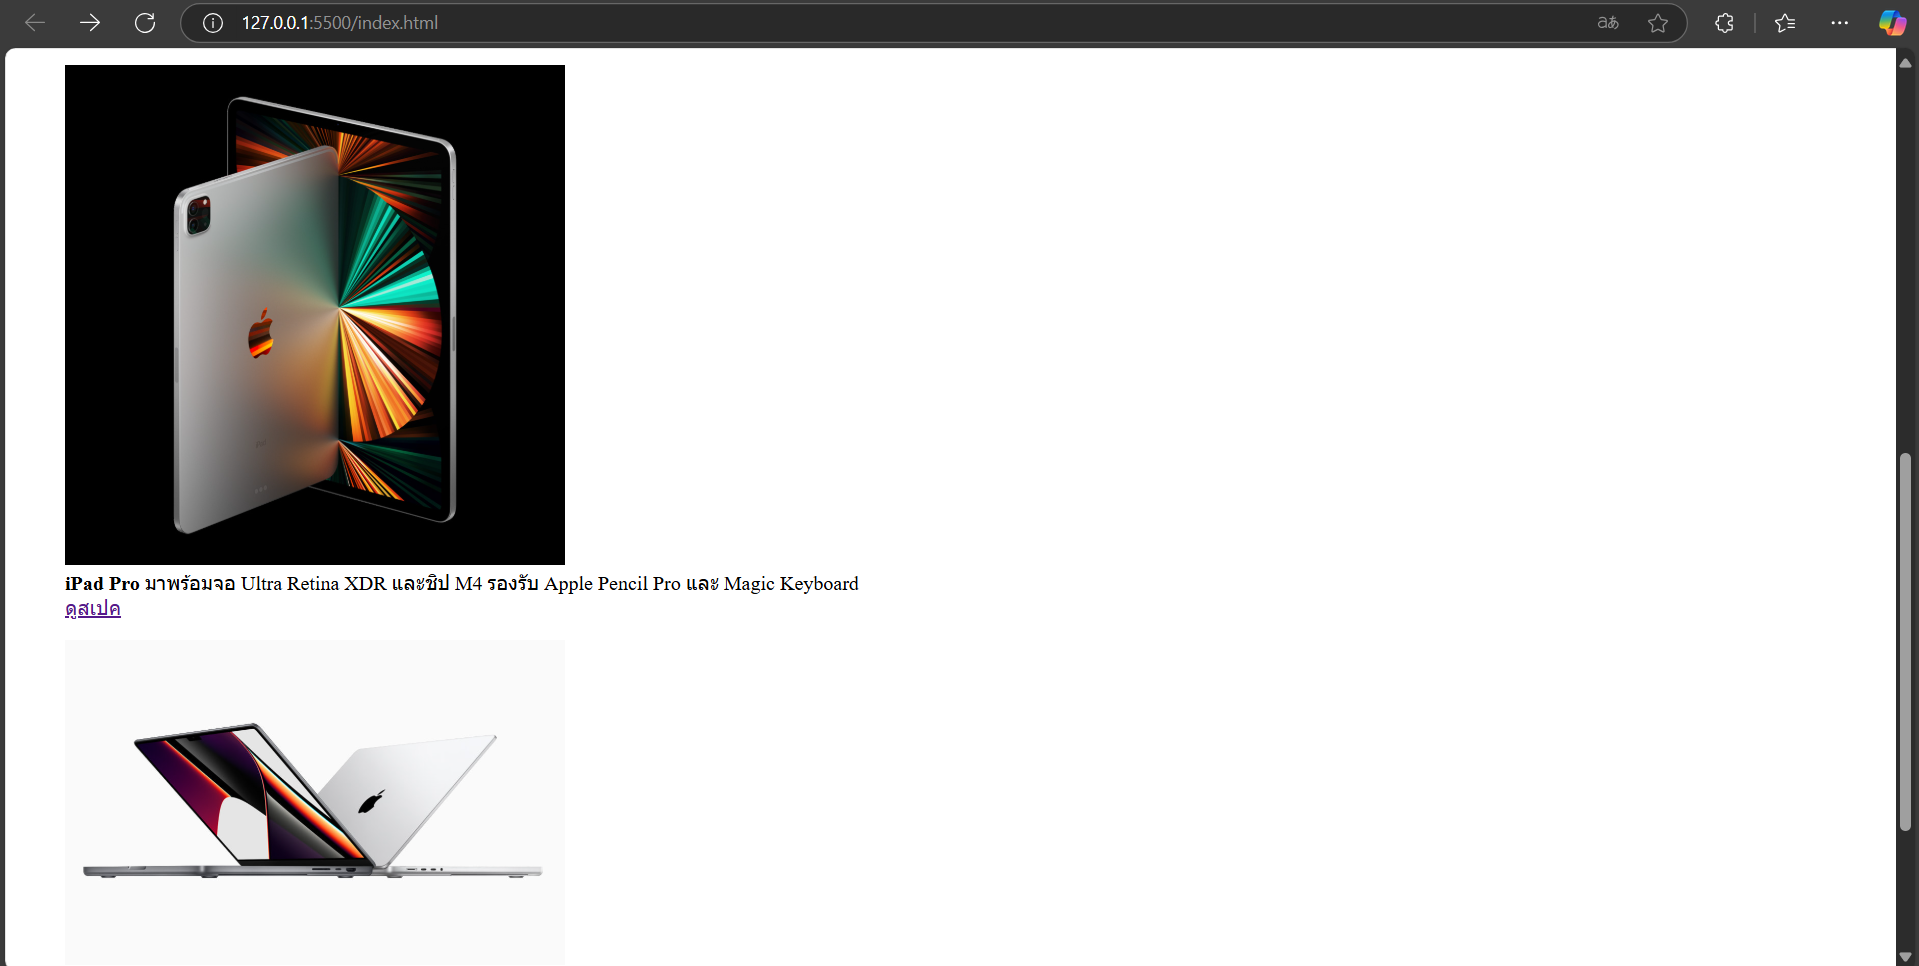 127.0.0.1:5500/index.html
iPad Pro มาพร้อมจอ Ultra Retina XDR และชิป M4 รองรับ Apple Pencil Pro และ Magic Keyboard
ดูสเปค